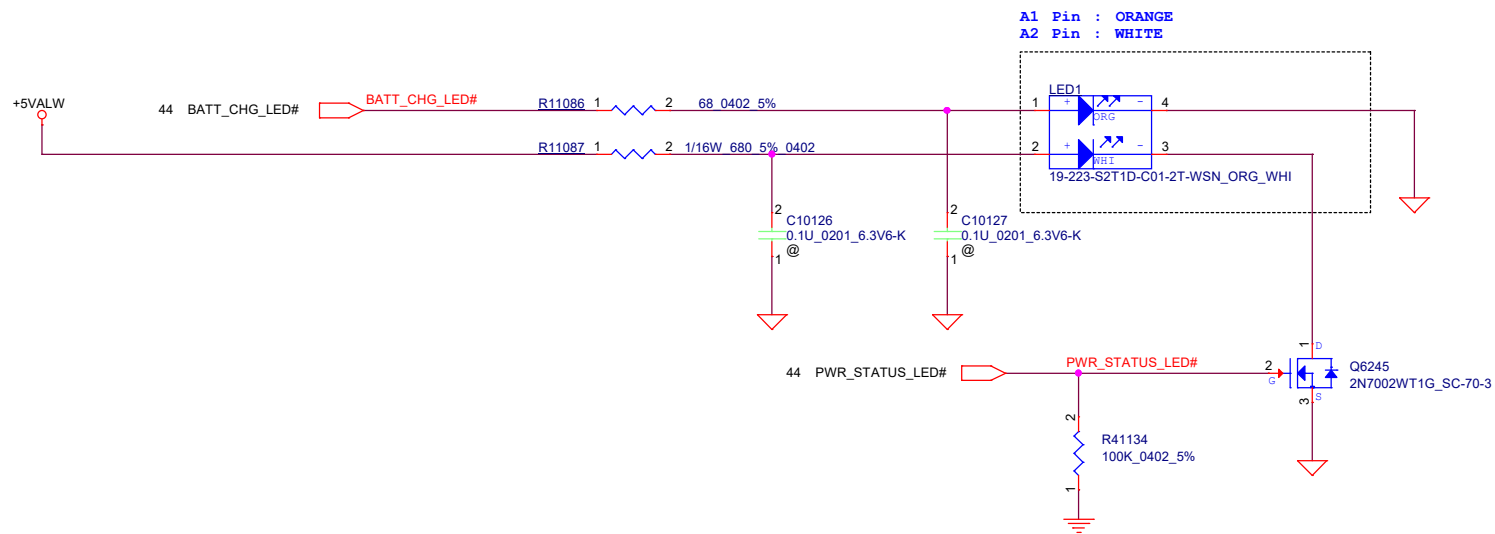 A1 Pin : ORANGE
A2 Pin : WHITE
+5VALW
44 BATT_CHG_LED#
BATT_CHG_LED#
R11086 1 2 68_0402_5%
R11087 1 2 1/16W_680_5%_0402
LED1
1 + - 4
ORG
2 + - 3
WHI
19-223-S2T1D-C01-2T-WSN_ORG_WHI
2
C10126
0.1U_0201_6.3V6-K
@
1
2
C10127
0.1U_0201_6.3V6-K
1
44 PWR_STATUS_LED#
PWR_STATUS_LED#
1 D
2 G
3 S
Q6245
2N7002WT1G_SC-70-3
2
R41134
100K_0402_5%
1